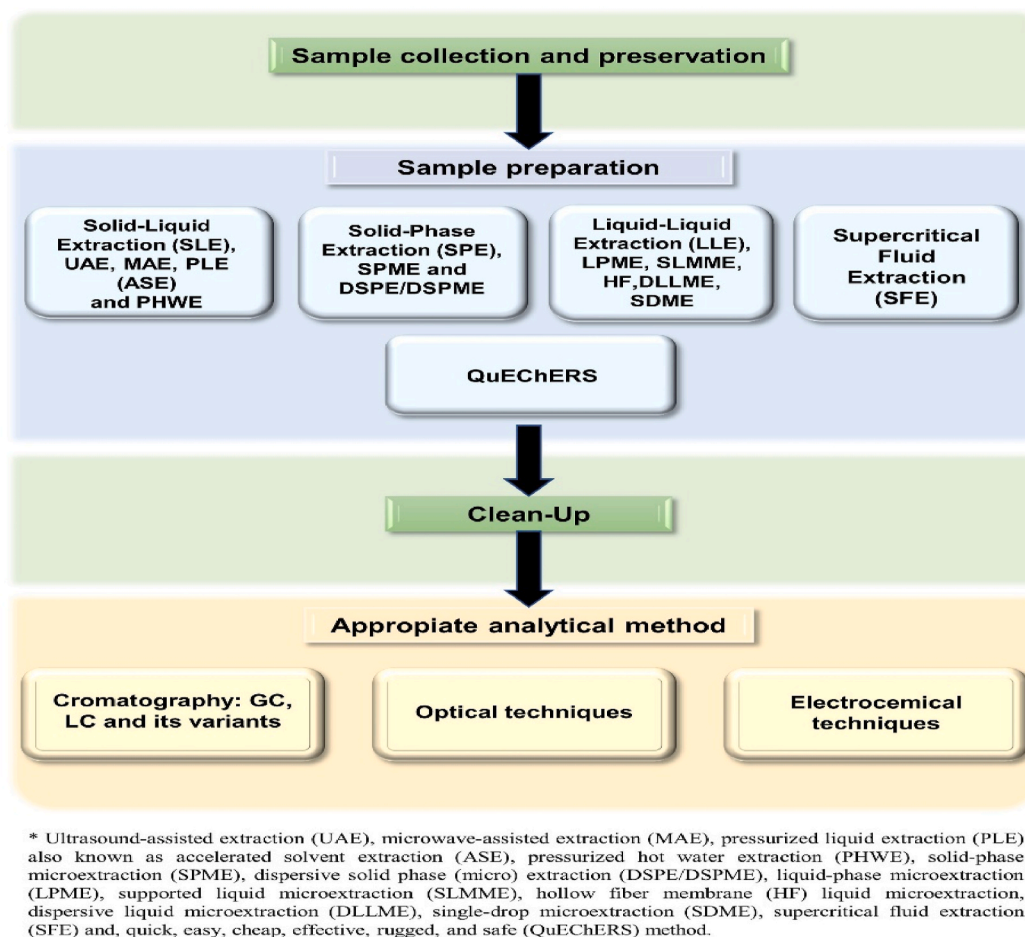 Sample collection and preservation
Sample preparation
Solid-Liquid
Extraction (SLE),
UAE, MAE, PLE
(ASE)
and PHWE
Solid-Phase
Extraction (SPE),
SPME and
DSPE/DSPME
Liquid-Liquid
Extraction (LLE),
LPME, SLMME,
HF,DLLME,
SDME
Supercritical
Fluid
Extraction
(SFE)
QuEChERS
Clean-Up
Appropiate analytical method
Cromatography: GC,
LC and its variants
Optical techniques
Electrocemical
techniques
* Ultrasound-assisted extraction (UAE), microwave-assisted extraction (MAE), pressurized liquid extraction (PLE)
also known as accelerated solvent extraction (ASE), pressurized hot water extraction (PHWE), solid-phase
microextraction (SPME), dispersive solid phase (micro) extraction (DSPE/DSPME), liquid-phase microextraction
(LPME), supported liquid microextraction (SLMME), hollow fiber membrane (HF) liquid microextraction,
dispersive liquid microextraction (DLLME), single-drop microextraction (SDME), supercritical fluid extraction
(SFE) and, quick, easy, cheap, effective, rugged, and safe (QuEChERS) method.